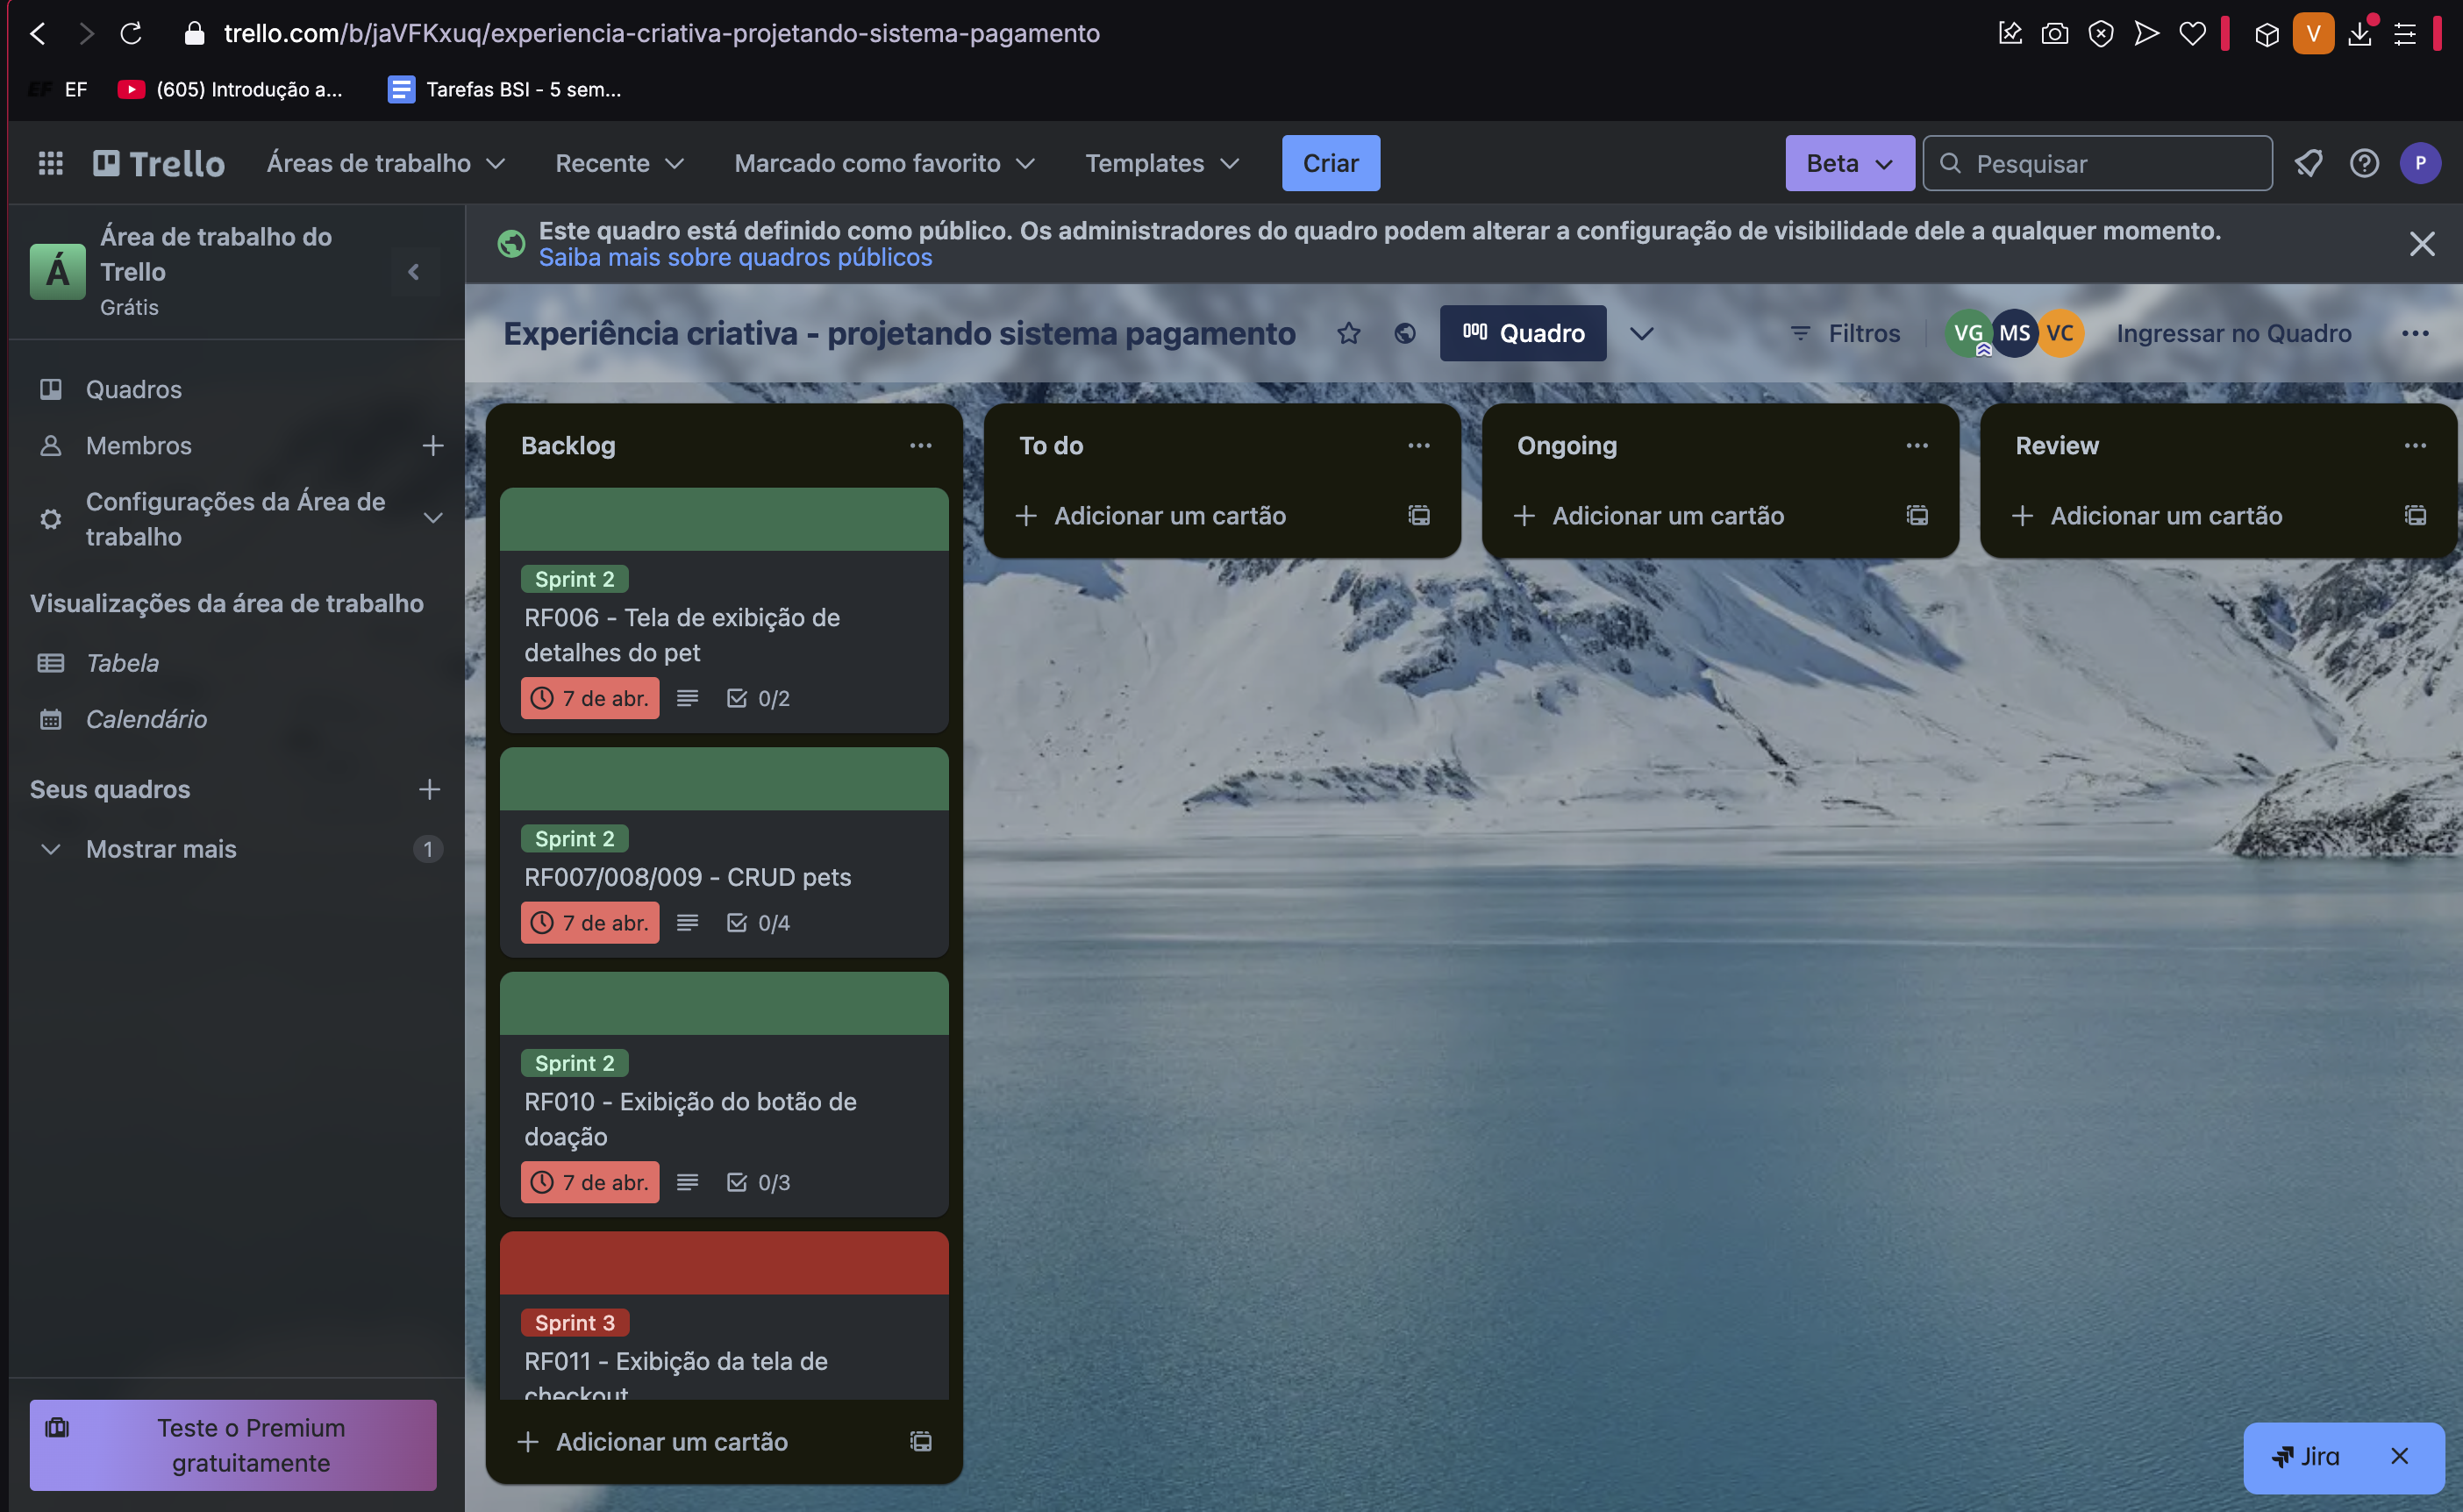 trello.com/b/jaVFKxuq/experiencia-criativa-projetando-sistema-pagamento
V
EF EF
(605) Introdução a...
Tarefas BSI - 5 sem...
Trello
Áreas de trabalho
Recente
Marcado como favorito
Templates
Criar
Beta
Pesquisar
P
Á
Área de trabalho do
Trello
Grátis
Este quadro está definido como público. Os administradores do quadro podem alterar a configuração de visibilidade dele a qualquer momento.
Saiba mais sobre quadros públicos
Experiência criativa - projetando sistema pagamento
Quadro
Filtros
VG
MS
VC
Ingressar no Quadro
Quadros
Membros
Configurações da Área de
trabalho
Visualizações da área de trabalho
Tabela
Calendário
Seus quadros
Mostrar mais
1
Teste o Premium
gratuitamente
Backlog
Sprint 2
RF006 - Tela de exibição de
detalhes do pet
7 de abr.
0/2
Sprint 2
RF007/008/009 - CRUD pets
7 de abr.
0/4
Sprint 2
RF010 - Exibição do botão de
doação
7 de abr.
0/3
Sprint 3
RF011 - Exibição da tela de
checkout
Adicionar um cartão
To do
Adicionar um cartão
Ongoing
Adicionar um cartão
Review
Adicionar um cartão
Jira